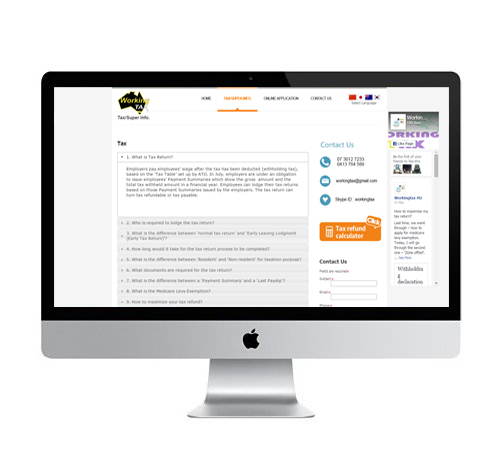 Working
TA
Tax/Super Info.
HOME TAX/SUPER INFO. ONLINE APPLICATION CONTACT US
Select Language
Tax
1. What is Tax Return?
Employers pay employees' wage after the tax has been deducted (withholding tax),
based on the 'Tax Table' set up by ATO. In July, employers are under an obligation
to issue employees' Payment Summaries which show the gross amount and the
total tax withheld amount in a financial year. Employees can lodge their tax returns
based on those Payment Summaries issued by the employers. The tax return can
turn tax refundable or tax payable.
2. Who is required to lodge the tax return?
3. What is the difference between 'normal tax return' and 'Early Leaving Lodgment
(Early Tax Return)'?
4. How long would it take for the tax return process to be completed?
5. What is the difference between 'Resident' and 'Non-resident' for taxation purpose?
6. What documents are required for the tax return?
7. What is the difference between a 'Payment Summary' and a 'Last Payslip'?
8. What is the Medicare Levy Exemption?
9. How to maximize your tax refund?
Contact Us
07 3012 7233
workingtax@gmail.com
Skype ID : workingtax
Tax refund
calculator
Click
Contact Us
Fields are required
Subject
Email
Workin...
Like Page
Be the first of your
friends to like this
Workingtax AU
How to maximize my
tax return?
Last time, we went
through - how to
apply for medicare
levy exemption.
Today, I will go
through the second
one - 'Zone offset'.
... See More
Withholding
declaration